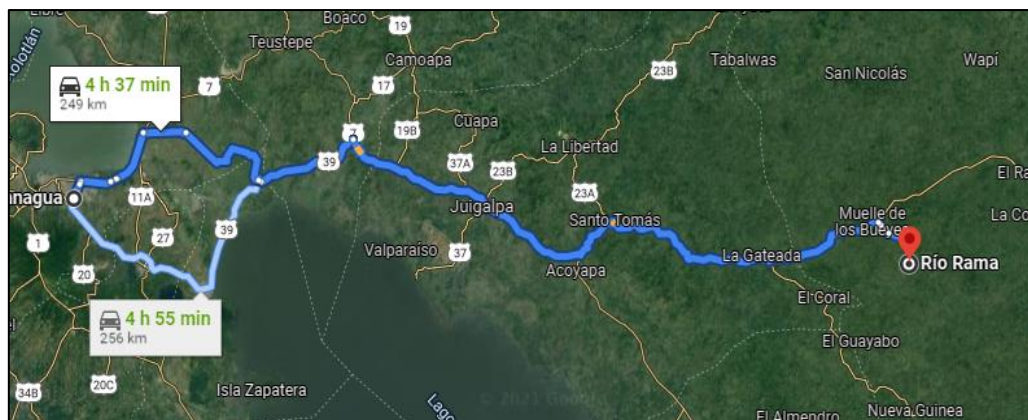 Boaco
19
Teustepe
Camoapa
23B
Tabalwas
San Nicolás
Wapí
4 h 37 min
249 km
7
17
7
19B
Cuapa
La Libertad
39
37A
23B
11A
23A
Juigalpa
Santo Tomás
Muelle de
los Bueyes
1
27
39
Valparaíso
37
La Gateada
Río Rama
20
Acoyapa
El Coral
4 h 55 min
256 km
El Guayabo
34B
20C
Isla Zapatera
El Almendro
Nueva Guinea